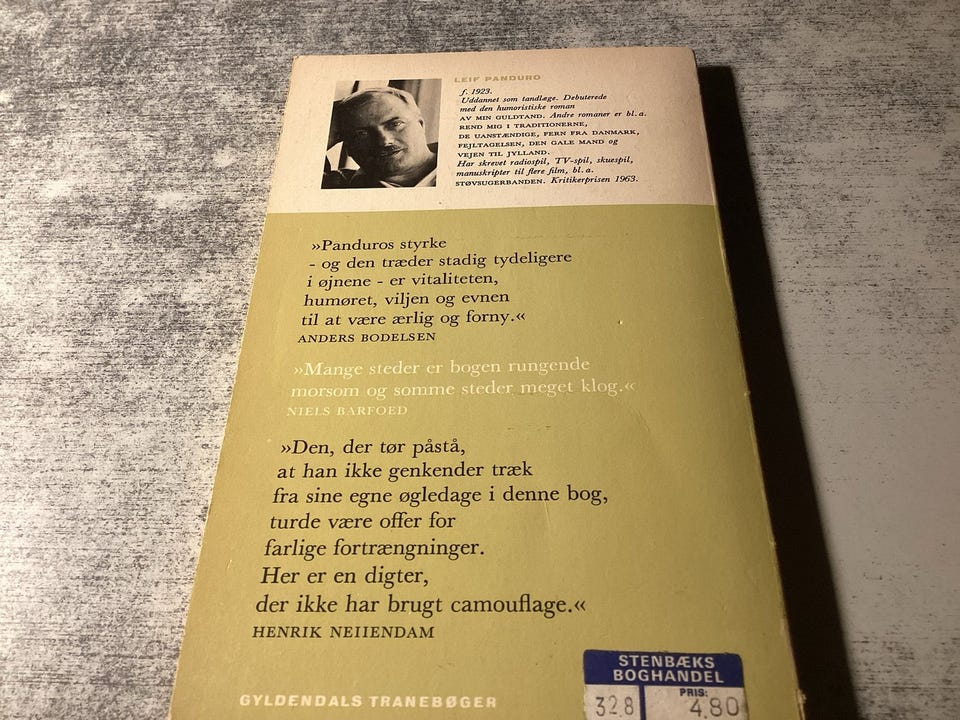 LEIF PANDURO
f. 1923.
Uddannet som tandlæge. Debuterede
med den humoristiske roman
AV MIN GULDTAND. Andre romaner er bl. a.
REND MIG I TRADITIONERNE,
DE UANSTÆNDIGE, FERN FRA DANMARK,
FEJLTAGELSEN, DEN GALE MAND og
VEJEN TIL JYLLAND.
Har skrevet radiospil, TV-spil, skuespil,
manuskripter til flere film, bl. a.
STØVSUGERBANDEN. Kritikerprisen 1963.
»Panduros styrke
- og den træder stadig tydeligere
i øjnene - er vitaliteten,
humøret, viljen og evnen
til at være ærlig og forny.«
ANDERS BODELSEN
»Mange steder er bogen rungende
morsom og somme steder meget klog.«
NIELS BARFOED
»Den, der tør påstå,
at han ikke genkender træk
fra sine egne øgledage i denne bog,
turde være offer for
farlige fortrængninger.
Her er en digter,
der ikke har brugt camouflage.«
HENRIK NEIIENDAM
GYLDENDALS TRANEBØGER
STENBÆKS
BOGHANDEL
PRIS:
328 4.80